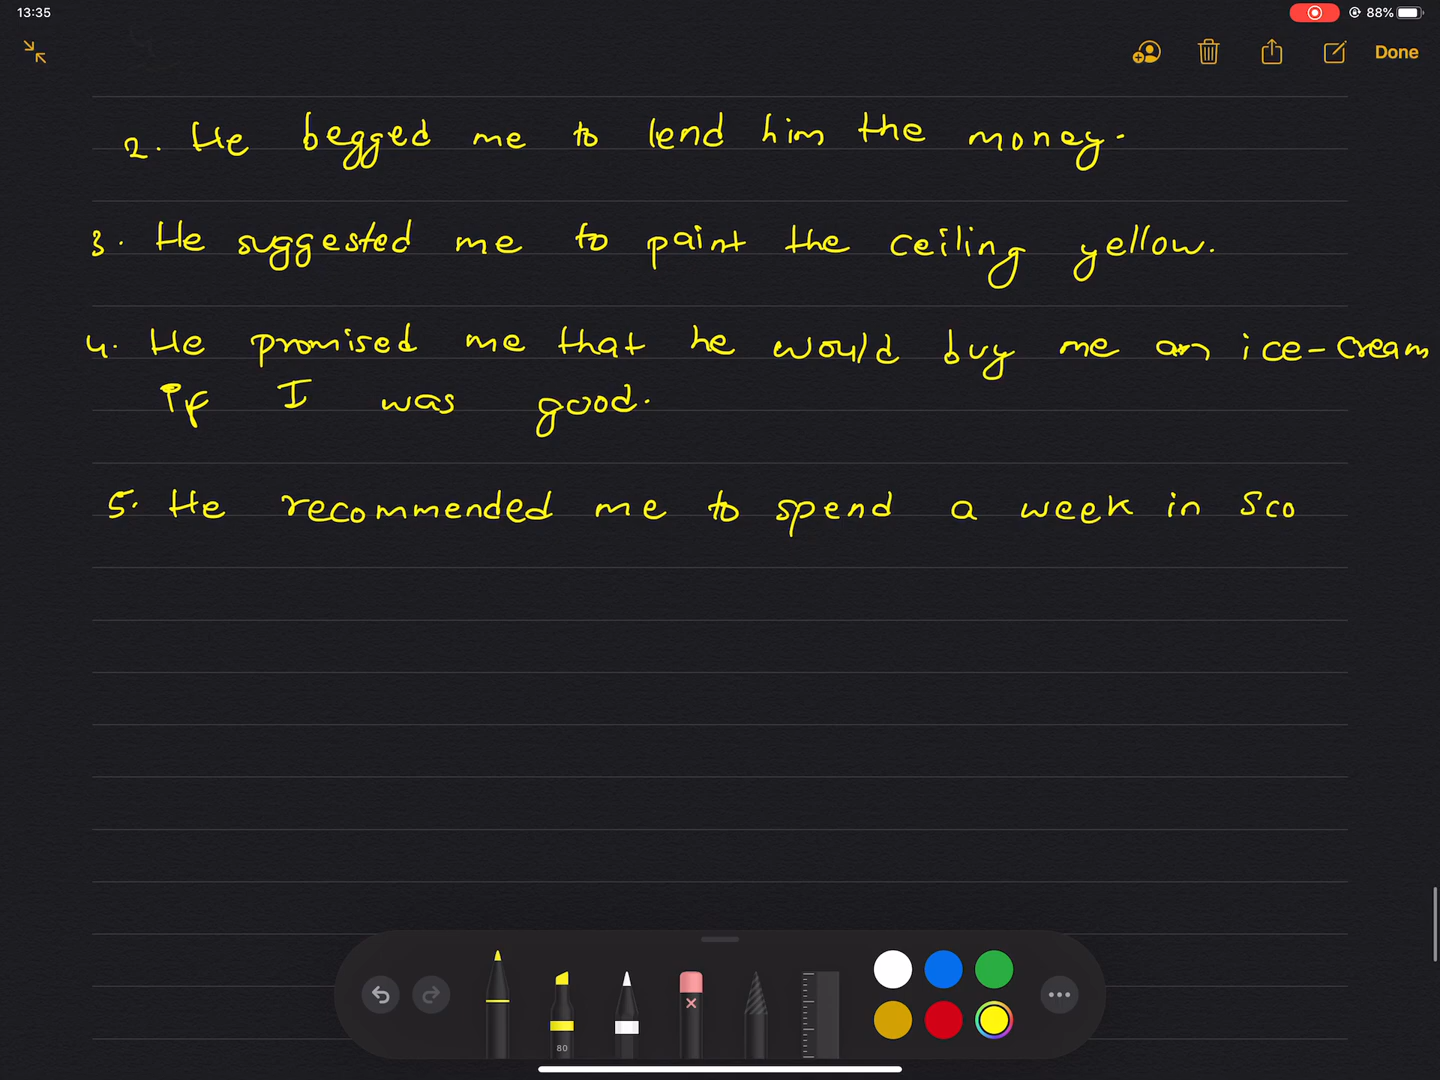 13:35
88%
Done
2. He begged me to lend him the money.
3. He suggested me to paint the ceiling yellow.
4. He promised me that he would buy me an ice-cream
if I was good.
5. He recommended me to spend a week in Sco
80